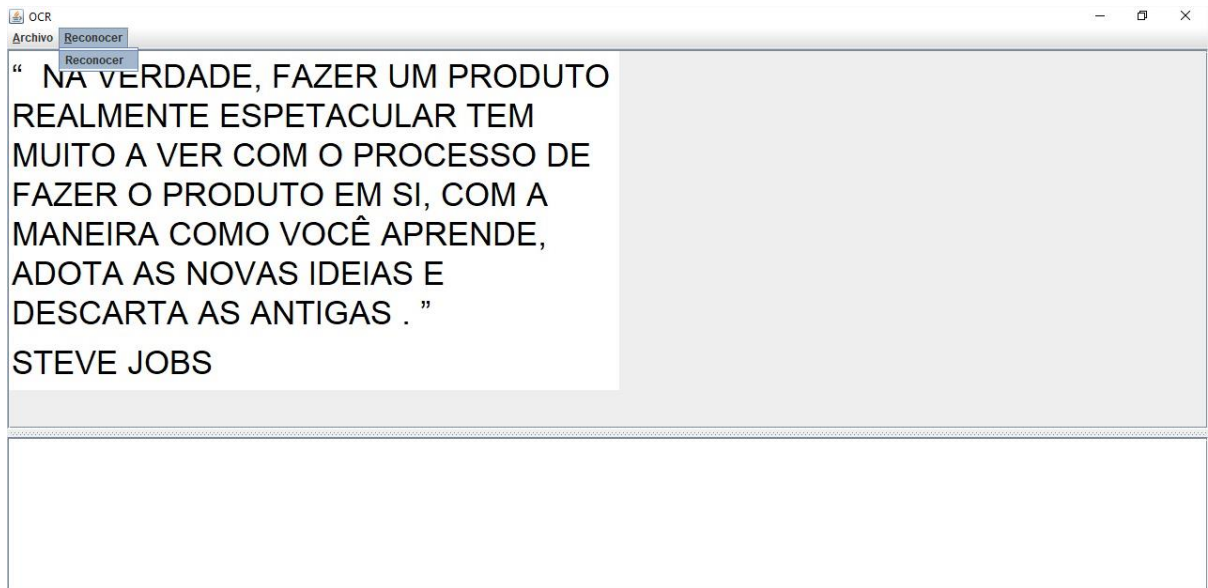 OCR
Archivo Reconocer
Reconocer
“ NA VERDADE, FAZER UM PRODUTO
REALMENTE ESPETACULAR TEM
MUITO A VER COM O PROCESSO DE
FAZER O PRODUTO EM SI, COM A
MANEIRA COMO VOCÊ APRENDE,
ADOTA AS NOVAS IDEIAS E
DESCARTA AS ANTIGAS . ”
STEVE JOBS